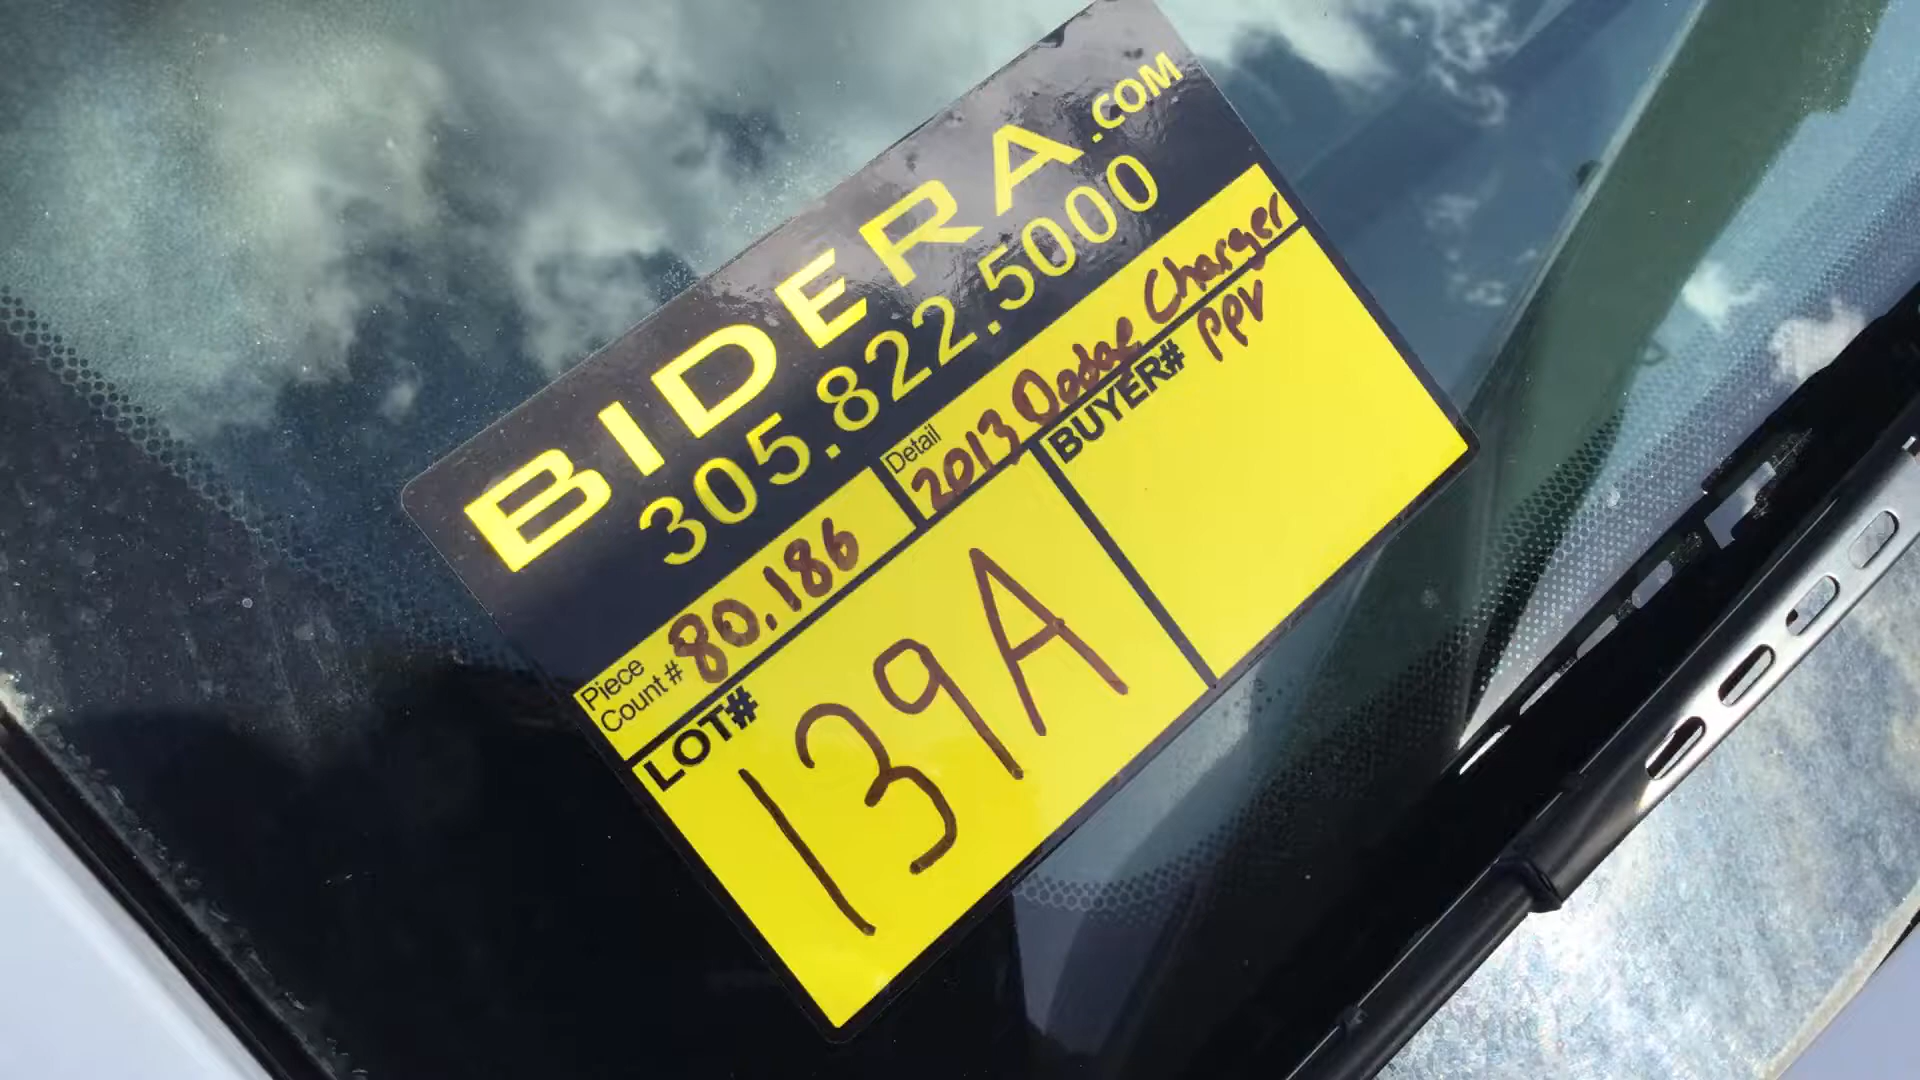 BIDERA.COM
305.822.5000
Piece Count # 80,186
Detail 2013 Dodge Charger PPV
LOT# 139A
BUYER#